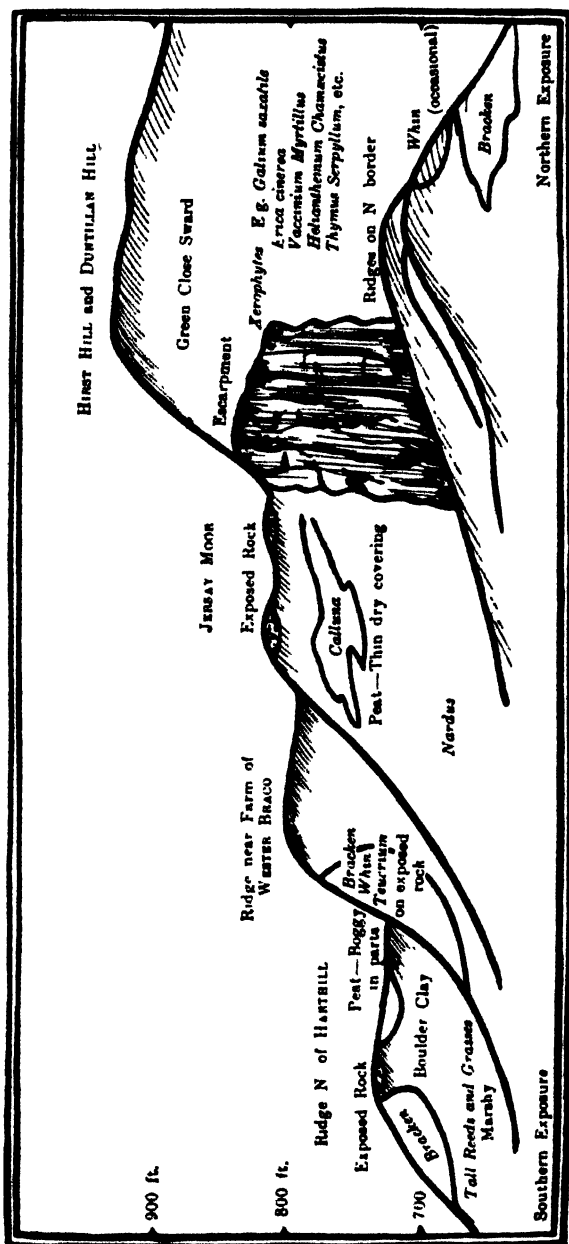 900 ft.
800 ft.
700
HIRST HILL and DUNTILLAN HILL
Green Close Sward
Escarpment
Xerophytes E g. Galium saxatile
Erica cinerea
Vaccinium Myrtillus
Helianthemum Chamæcistus
Thymus Serpyllum, etc.
Ridges on N border
Whin
(occasional)
Bracken
Northern Exposure
JERSAY MOOR
Exposed Rock
Calluna
Peat—Thin dry covering
Nardus
Ridge near Farm of
WESTER BRACO
Bracken
Whin
Teucrium
on exposed
rock
Ridge N of HARTHILL
Peat—Boggy
in parts
Exposed Rock
Boulder Clay
Bracken
Tall Reeds and Grasses
Marshy
Southern Exposure